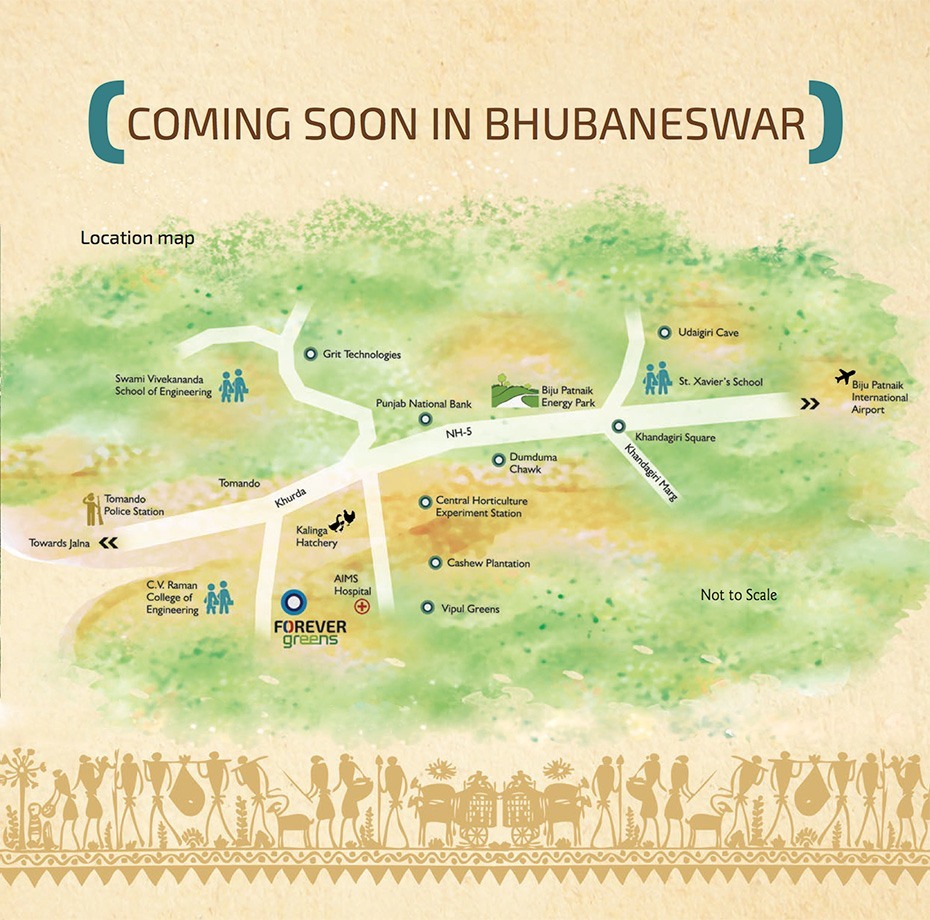 COMING SOON IN BHUBANESWAR
Location map
Udaigiri Cave
Grit Technologies
Swami Vivekananda
School of Engineering
St. Xavier's School
Biju Patnaik
International
Airport
Biju Patnaik
Energy Park
Punjab National Bank
NH-5
Khandagiri Square
Khandagiri Marg
Dumduma
Chawk
Tomando
Khurda
Tomando
Police Station
Central Horticulture
Experiment Station
Kalinga
Hatchery
Towards Jalna
Cashew Plantation
C.V. Raman
College of
Engineering
AIMS
Hospital
Not to Scale
Vipul Greens
FOREVER
greens